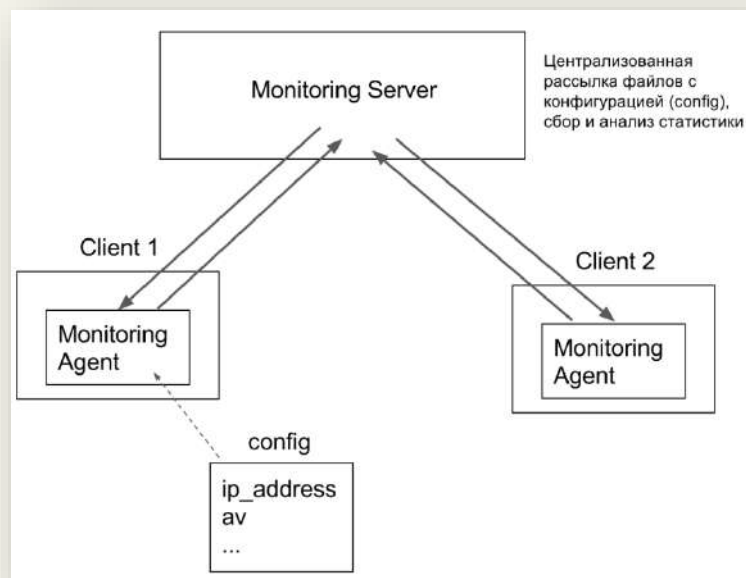 Monitoring Server
Централизованная
рассылка файлов с
конфигурацией (config),
сбор и анализ статистики
Client 1
Monitoring
Agent
Client 2
Monitoring
Agent
config
ip_address
av
...